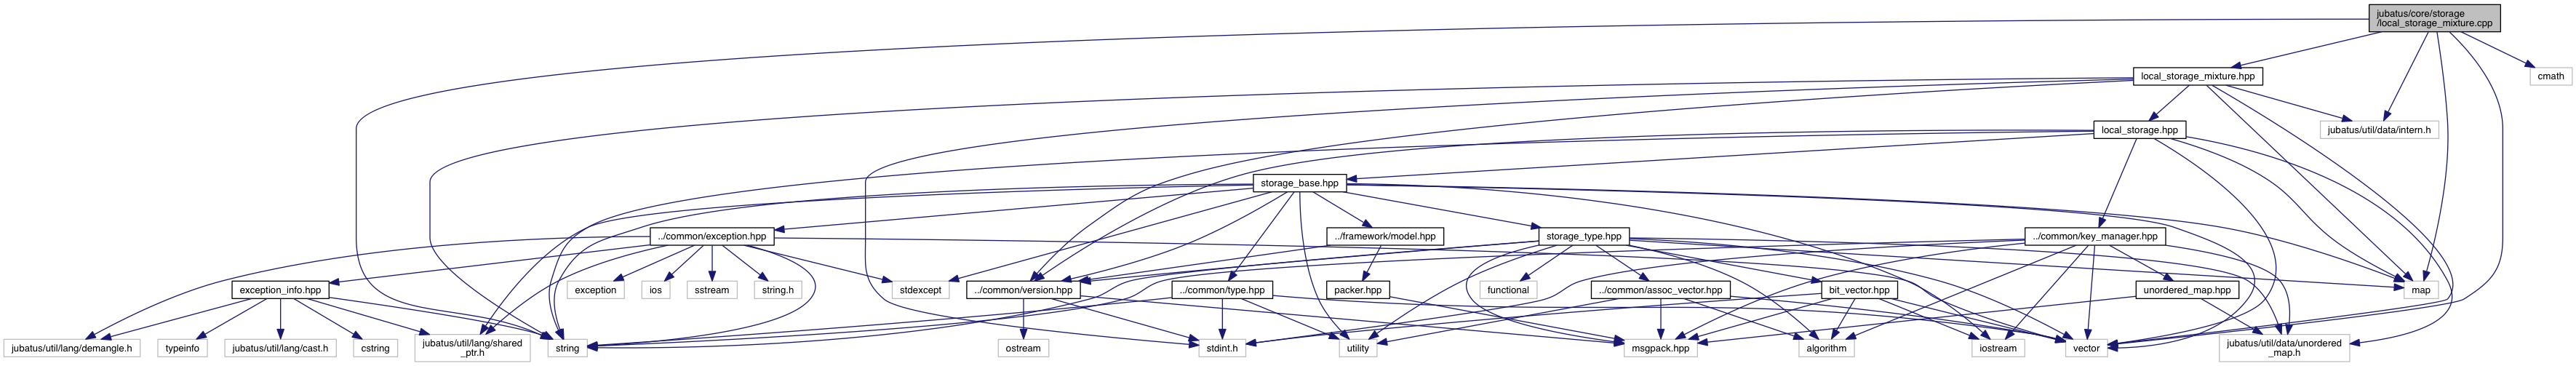 jubatus/core/storage
/local_storage_mixture.cpp
local_storage_mixture.hpp
cmath
local_storage.hpp
jubatus/util/data/intern.h
storage_base.hpp
../common/exception.hpp
../framework/model.hpp
storage_type.hpp
../common/key_manager.hpp
exception_info.hpp
exception
ios
sstream
string.h
stdexcept
../common/version.hpp
../common/type.hpp
packer.hpp
functional
../common/assoc_vector.hpp
bit_vector.hpp
unordered_map.hpp
map
jubatus/util/lang/demangle.h
typeinfo
jubatus/util/lang/cast.h
cstring
jubatus/util/lang/shared
_ptr.h
string
ostream
stdint.h
utility
msgpack.hpp
algorithm
iostream
vector
jubatus/util/data/unordered
_map.h